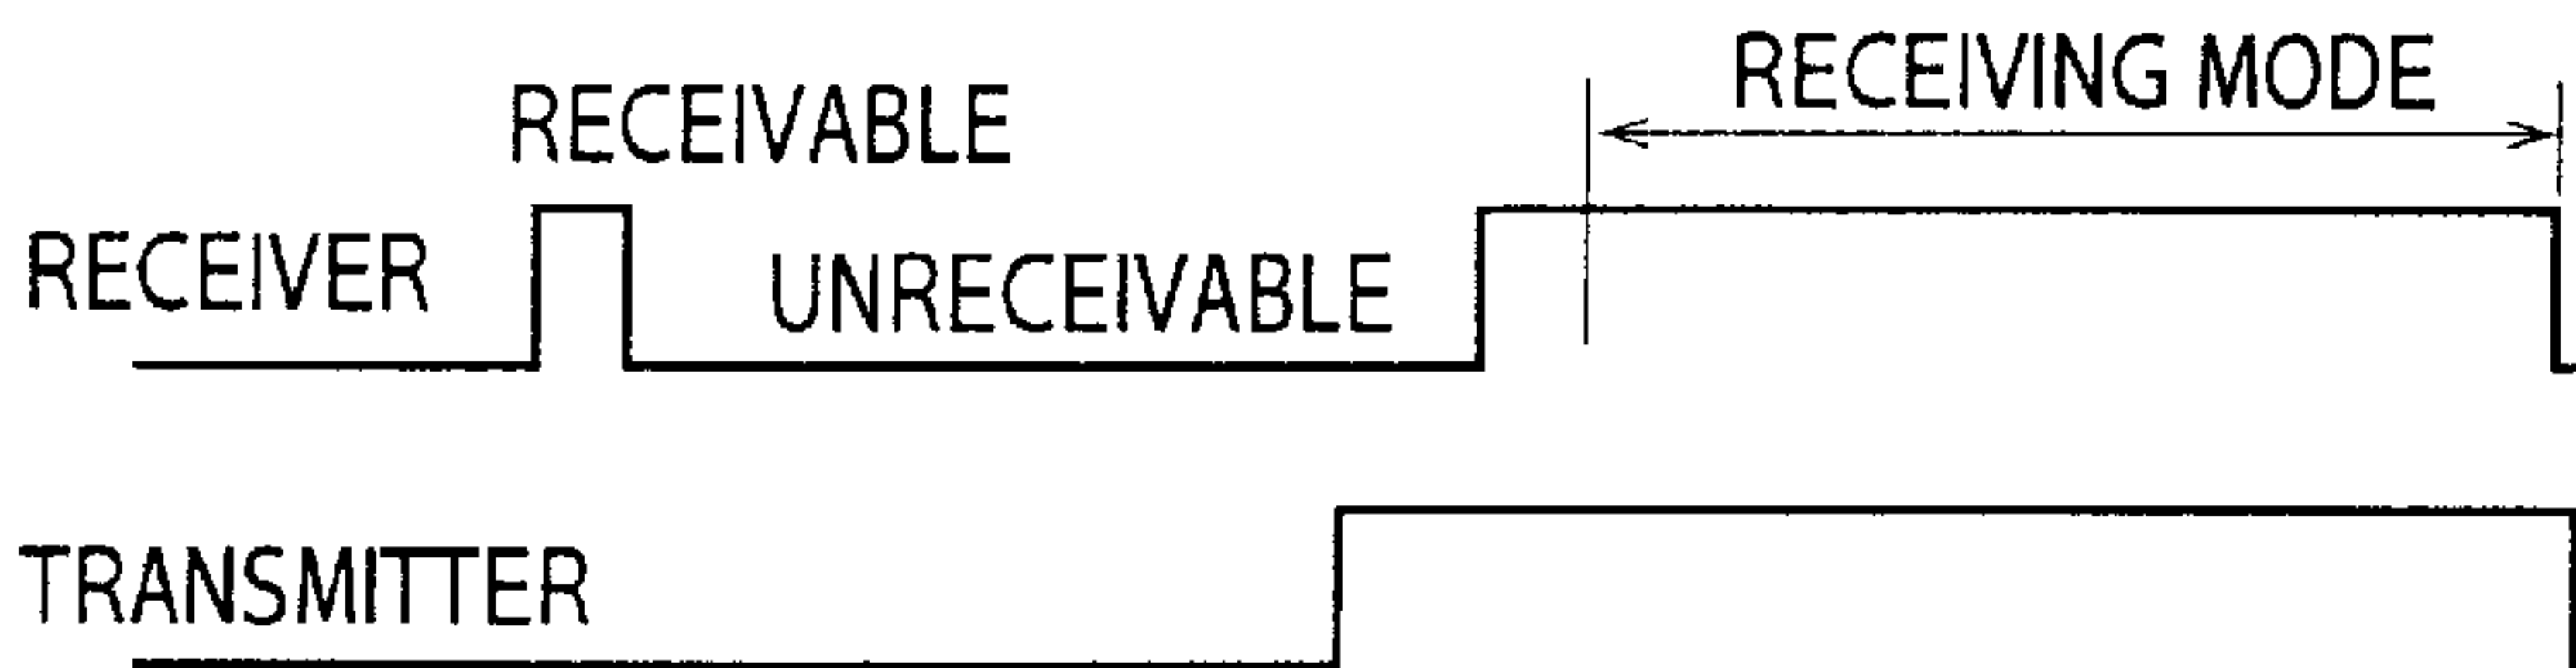 RECEIVING MODE
RECEIVABLE
RECEIVER
UNRECEIVABLE
TRANSMITTER